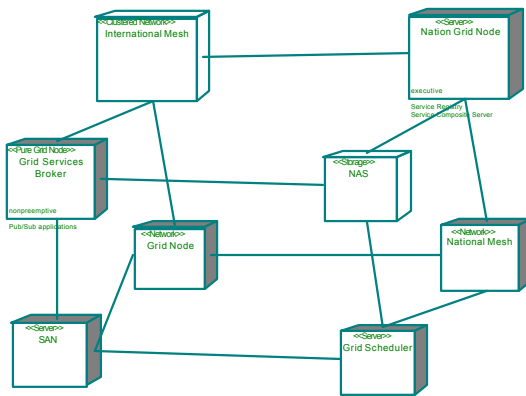 <<Clustered Network>>
International Mesh
<<Server>>
Nation Grid Node
executive
Service Registry
Service Composite Server
<<Pure Grid Node>>
Grid Services
Broker
nonpreemptive
Pub/Sub applications
<<Storage>>
NAS
<<Network>>
Grid Node
<<Network>>
National Mesh
<<Server>>
SAN
<<Server>>
Grid Scheduler